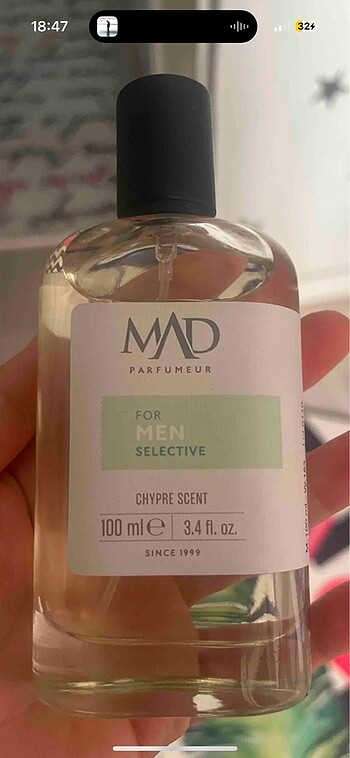 18:47
32
MAD
PARFUMEUR
FOR
MEN
SELECTIVE
CHYPRE SCENT
100 ml ℮ 3.4 fl. oz.
SINCE 1999